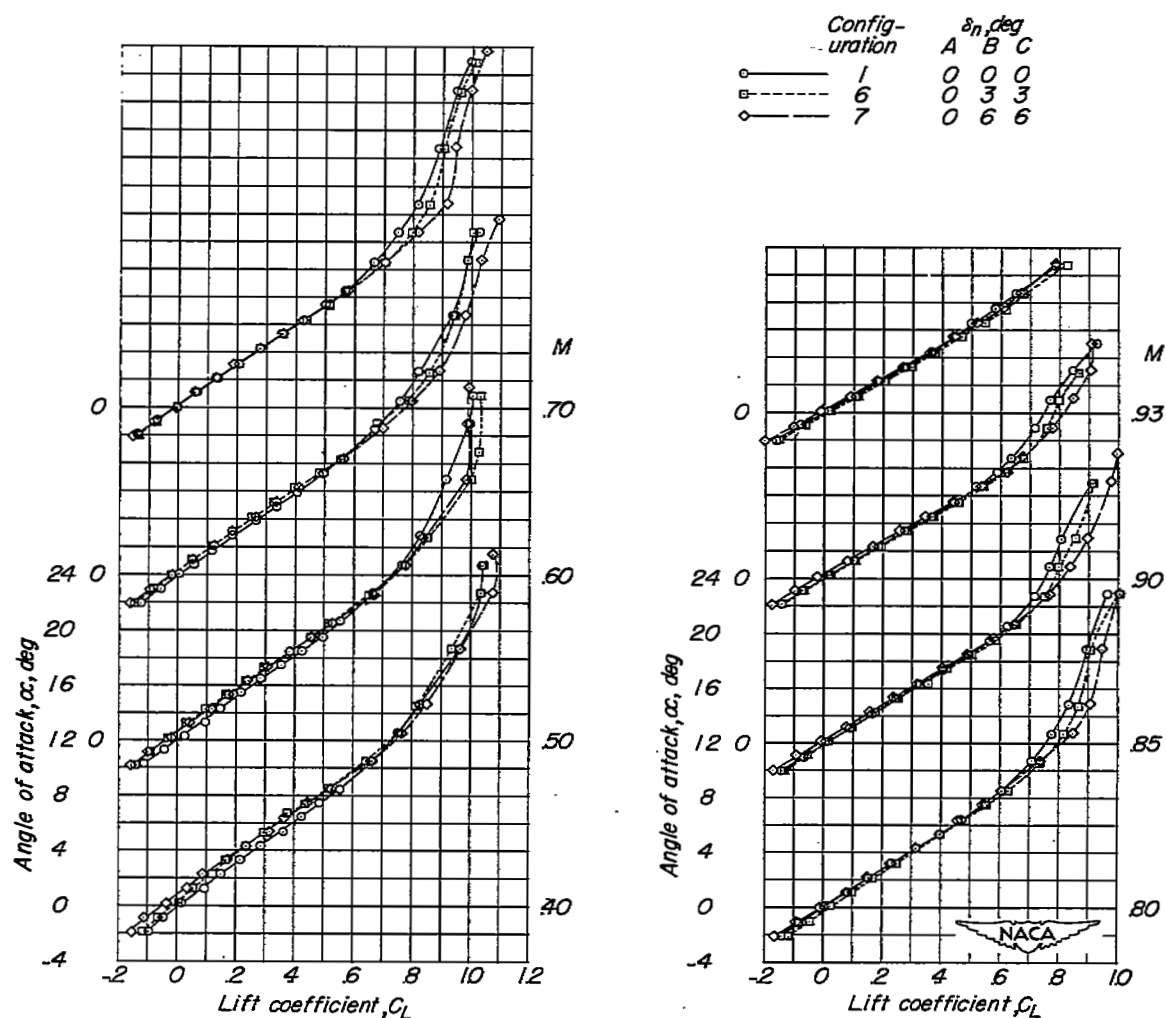 Config-
uration
δn, deg
A B C
1 0 0 0
6 0 3 3
7 0 6 6
M
0 .70
24 0 .60
20
16
12 0 .50
8
4
0 .40
-4
-.2 0 .2 .4 .6 .8 1.0 1.2
Angle of attack, α, deg
Lift coefficient, CL
M
0 .93
24 0 .90
20
16
12 0 .85
8
4
0 .80
-4
-.2 0 .2 .4 .6 .8 1.0
Angle of attack, α, deg
Lift coefficient, CL
NACA